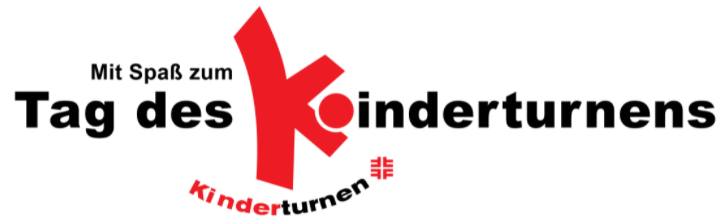 Mit Spaß zum
Tag des Kinderturnens
Kinderturnen